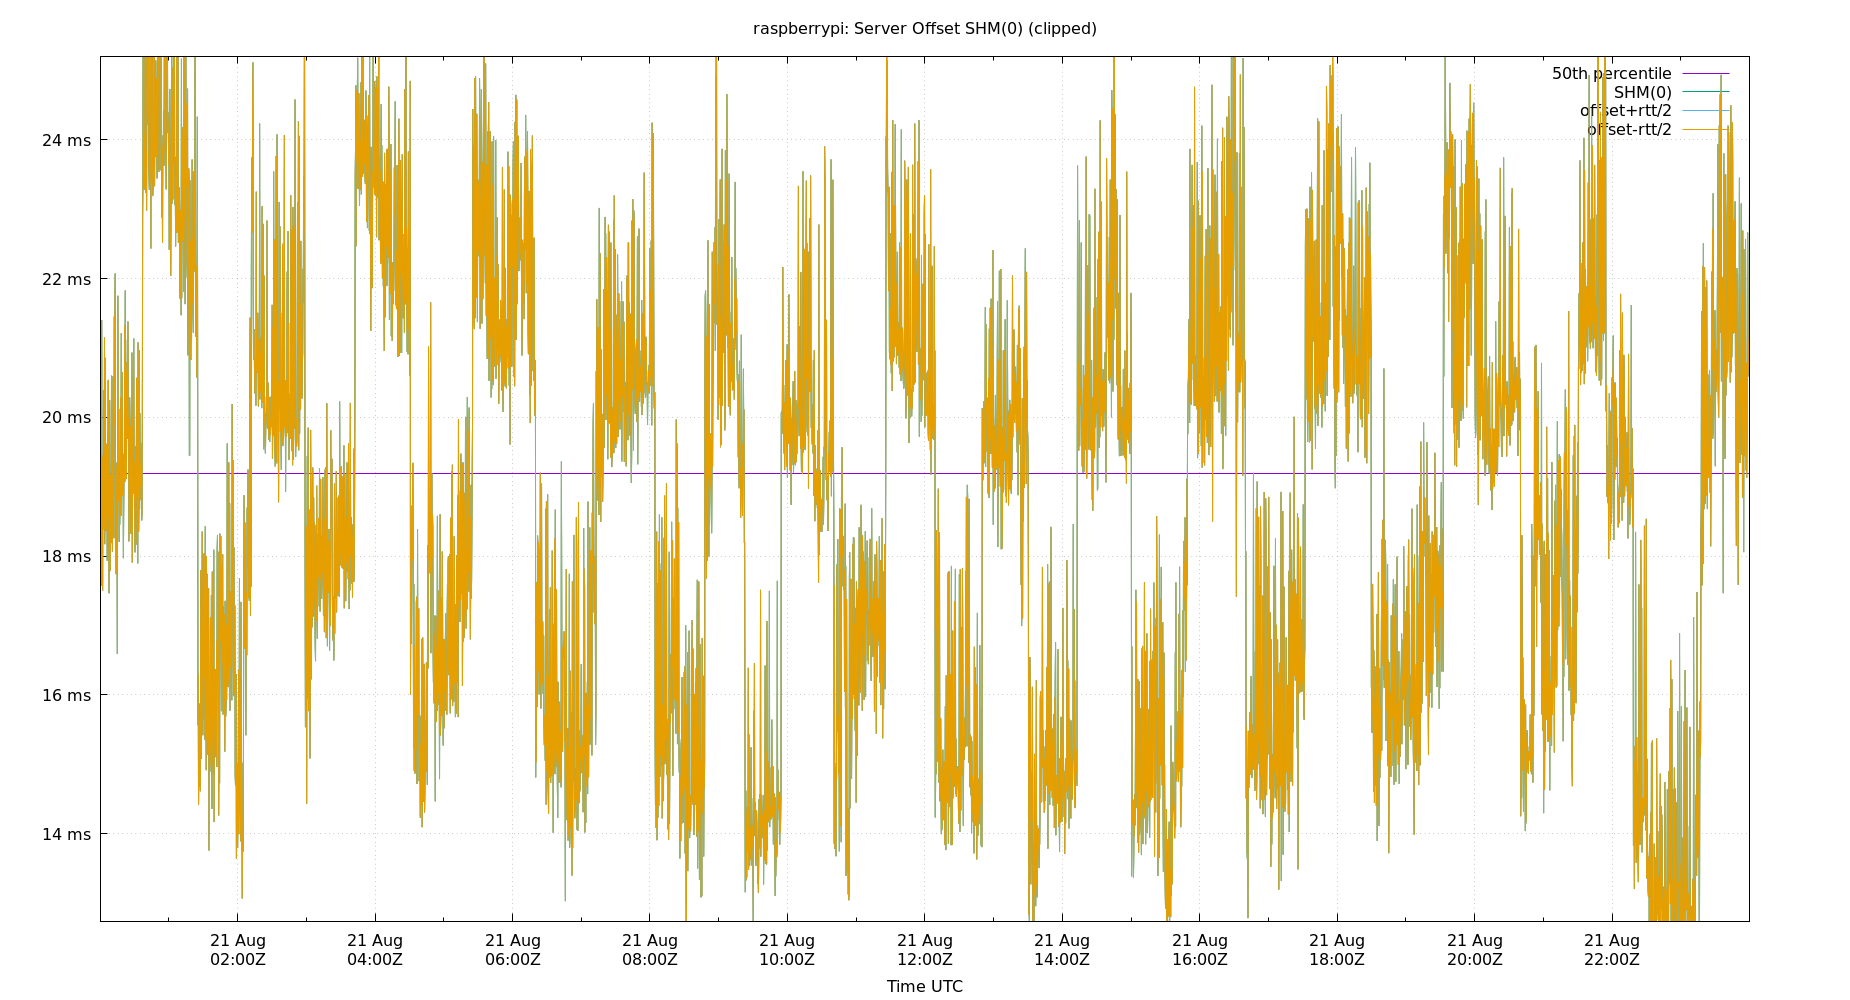 raspberrypi: Server Offset SHM(0) (clipped)
50th percentile
SHM(0)
offset+rtt/2
offset-rtt/2
24 ms
22 ms
20 ms
18 ms
16 ms
14 ms
21 Aug 21 Aug 21 Aug 21 Aug 21 Aug 21 Aug 21 Aug 21 Aug 21 Aug 21 Aug 21 Aug
02:00Z 04:00Z 06:00Z 08:00Z 10:00Z 12:00Z 14:00Z 16:00Z 18:00Z 20:00Z 22:00Z
Time UTC